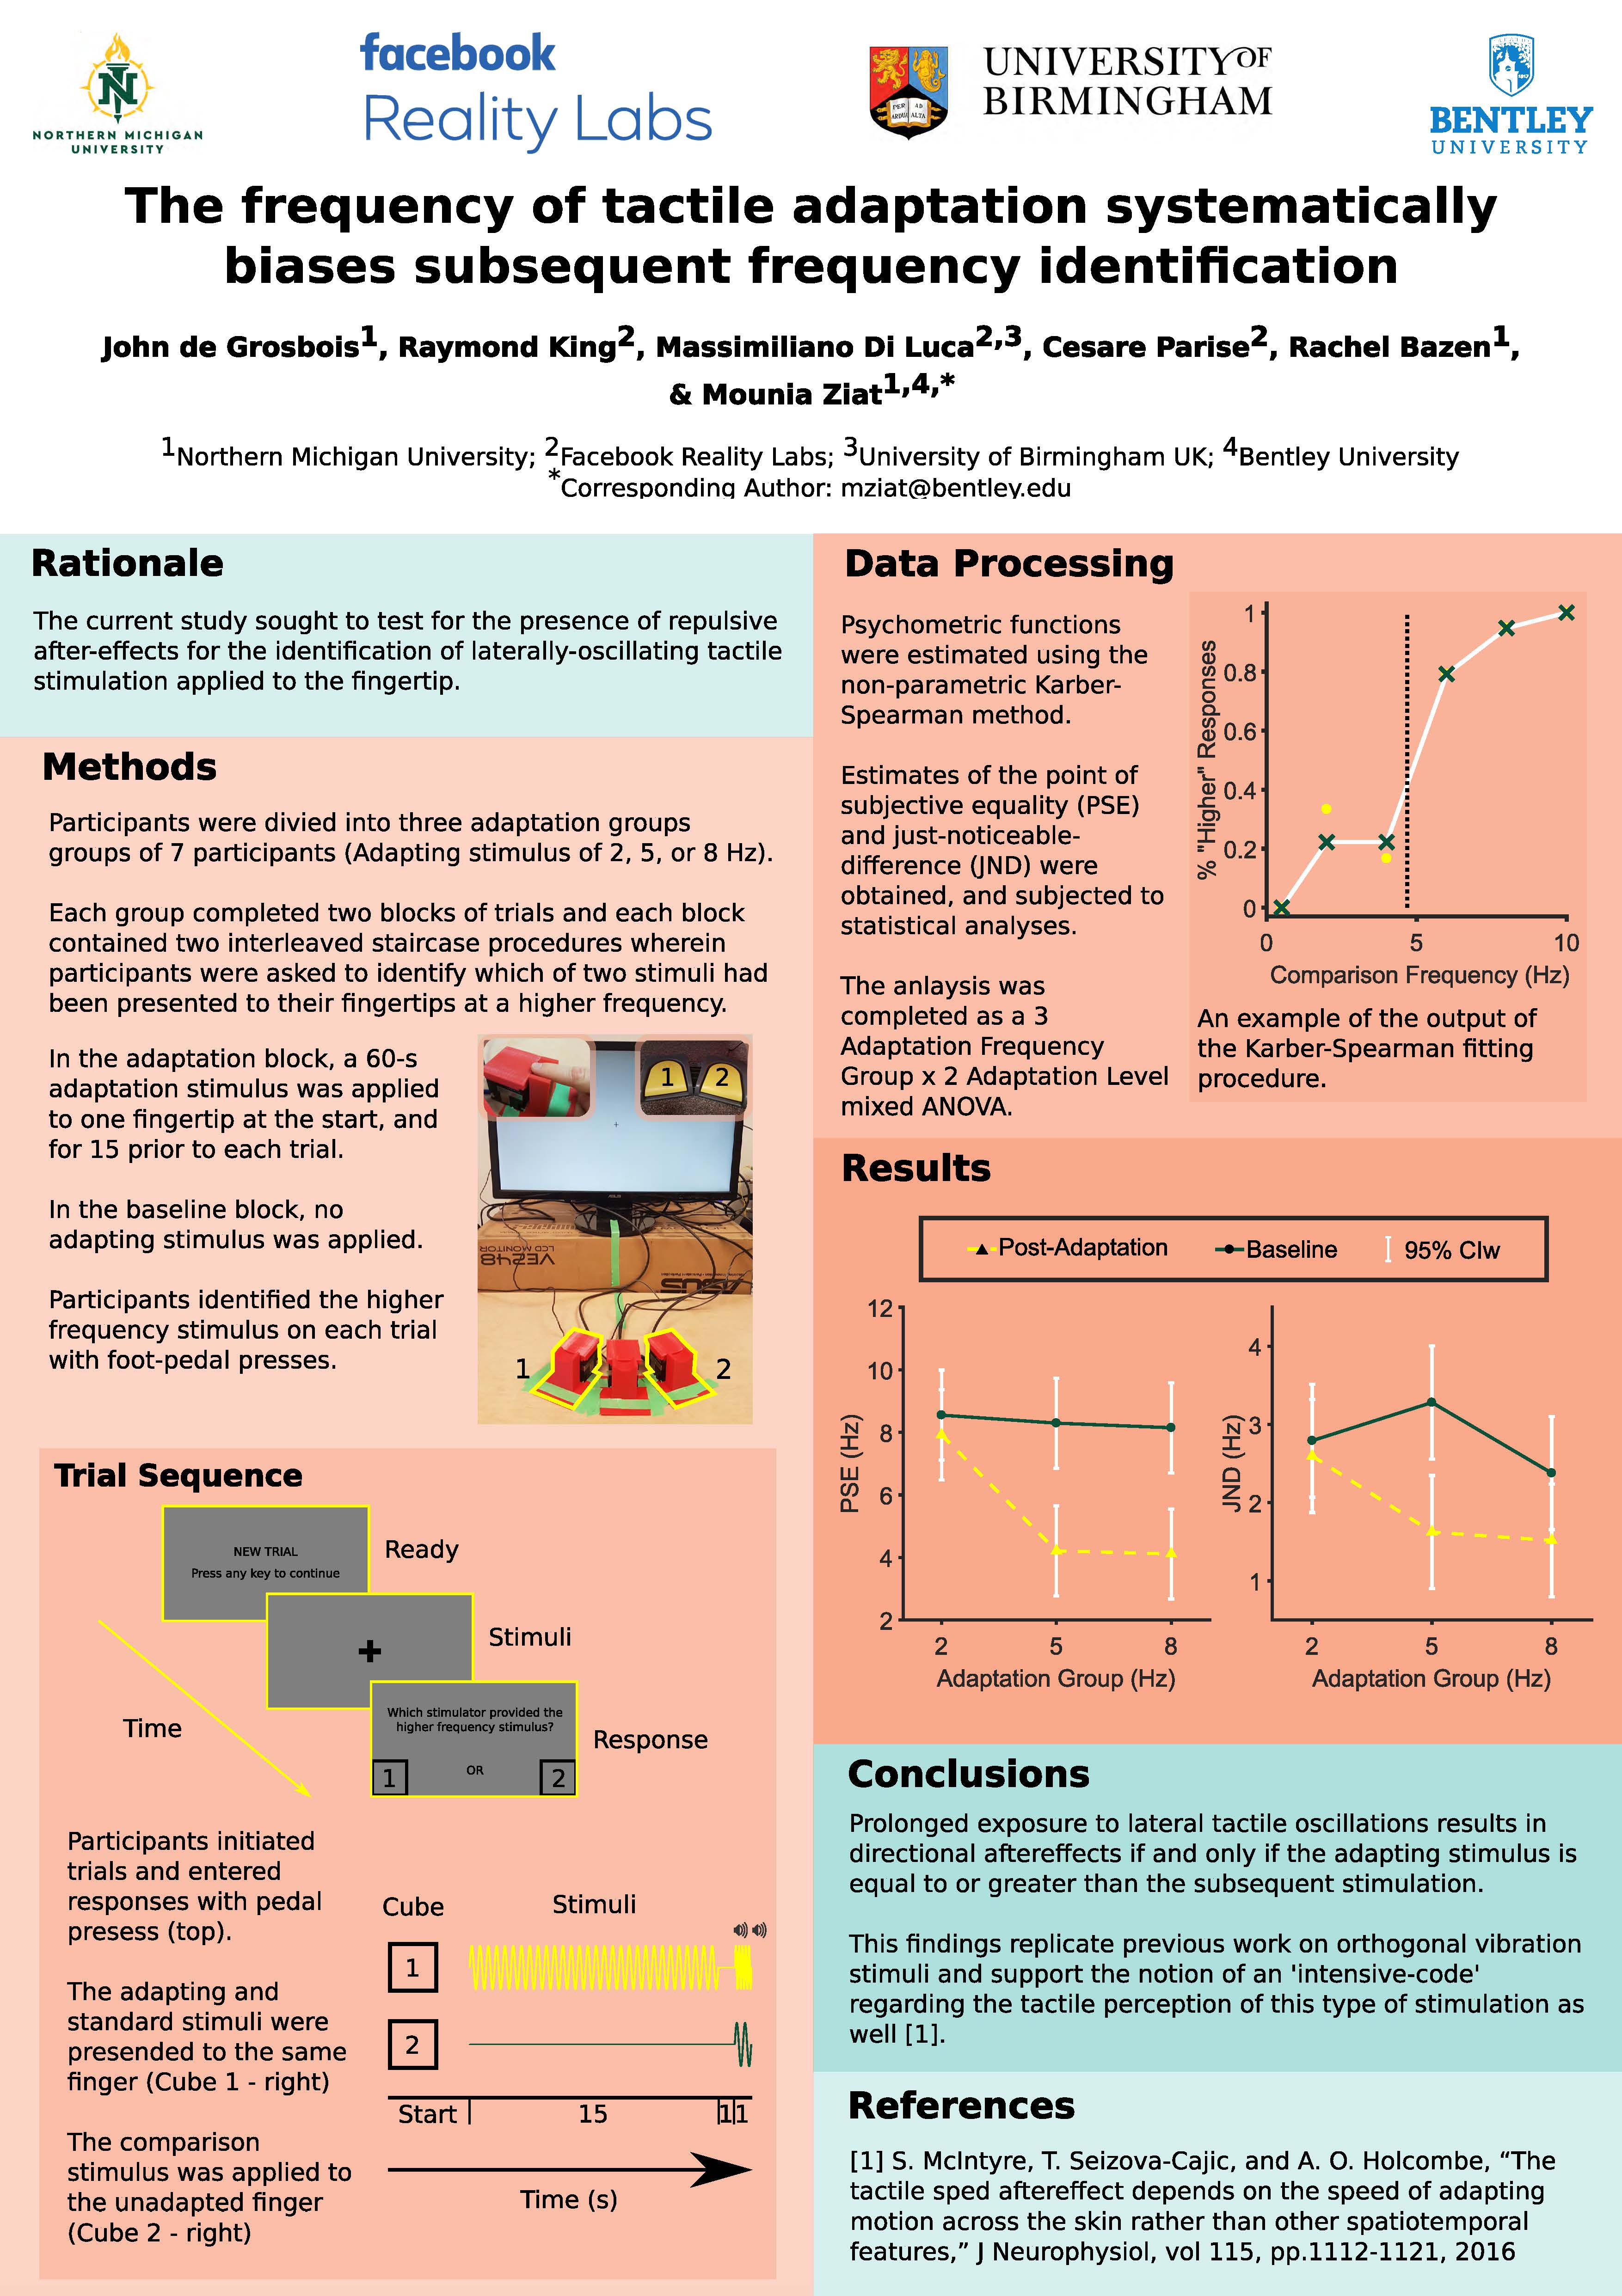 NORTHERN MICHIGAN
UNIVERSITY
facebook
Reality Labs
PER AD
ARDUA ALTA
UNIVERSITY OF
BIRMINGHAM
BENTLEY
UNIVERSITY
The frequency of tactile adaptation systematically
biases subsequent frequency identification
John de Grosbois1, Raymond King2, Massimiliano Di Luca2,3, Cesare Parise2, Rachel Bazen1,
& Mounia Ziat1,4,*
1Northern Michigan University; 2Facebook Reality Labs; 3University of Birmingham UK; 4Bentley University
*Corresponding Author: mziat@bentley.edu
Rationale
The current study sought to test for the presence of repulsive
after-effects for the identification of laterally-oscillating tactile
stimulation applied to the fingertip.
Methods
Participants were divied into three adaptation groups
groups of 7 participants (Adapting stimulus of 2, 5, or 8 Hz).
Each group completed two blocks of trials and each block
contained two interleaved staircase procedures wherein
participants were asked to identify which of two stimuli had
been presented to their fingertips at a higher frequency.
In the adaptation block, a 60-s
adaptation stimulus was applied
to one fingertip at the start, and
for 15 prior to each trial.
In the baseline block, no
adapting stimulus was applied.
Participants identified the higher
frequency stimulus on each trial
with foot-pedal presses.
1 2
ASUS
VE248
LCD MONITOR
ASUS
1 2
Trial Sequence
NEW TRIAL
Press any key to continue
Ready
Stimuli
Which stimulator provided the
higher frequency stimulus?
1 OR 2
Response
Time
Participants initiated
trials and entered
responses with pedal
presess (top).
The adapting and
standard stimuli were
presended to the same
finger (Cube 1 - right)
The comparison
stimulus was applied to
the unadapted finger
(Cube 2 - right)
Cube Stimuli
1
2
Start 15 1 1
Time (s)
Data Processing
Psychometric functions
were estimated using the
non-parametric Karber-
Spearman method.
Estimates of the point of
subjective equality (PSE)
and just-noticeable-
difference (JND) were
obtained, and subjected to
statistical analyses.
The anlaysis was
completed as a 3
Adaptation Frequency
Group x 2 Adaptation Level
mixed ANOVA.
% "Higher" Responses
1
0.8
0.6
0.4
0.2
0
0 5 10
Comparison Frequency (Hz)
An example of the output of
the Karber-Spearman fitting
procedure.
Results
Post-Adaptation Baseline 95% CIw
PSE (Hz)
12
10
8
6
4
2
2 5 8
Adaptation Group (Hz)
JND (Hz)
4
3
2
1
2 5 8
Adaptation Group (Hz)
Conclusions
Prolonged exposure to lateral tactile oscillations results in
directional aftereffects if and only if the adapting stimulus is
equal to or greater than the subsequent stimulation.
This findings replicate previous work on orthogonal vibration
stimuli and support the notion of an 'intensive-code'
regarding the tactile perception of this type of stimulation as
well [1].
References
[1] S. McIntyre, T. Seizova-Cajic, and A. O. Holcombe, “The
tactile sped aftereffect depends on the speed of adapting
motion across the skin rather than other spatiotemporal
features,” J Neurophysiol, vol 115, pp.1112-1121, 2016